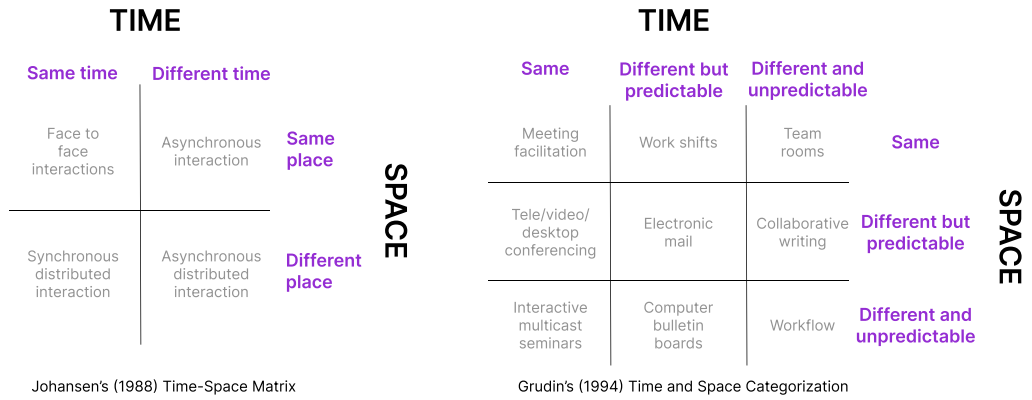 TIME
Same time
Different time
Face to
face
interactions
Asynchronous
interaction
Same
place
Synchronous
distributed
interaction
Asynchronous
distributed
interaction
Different
place
SPACE
Johansen’s (1988) Time-Space Matrix
TIME
Same
Different but
predictable
Different and
unpredictable
Meeting
facilitation
Work shifts
Team
rooms
Same
Tele/video/
desktop
conferencing
Electronic
mail
Collaborative
writing
Different but
predictable
Interactive
multicast
seminars
Computer
bulletin
boards
Workflow
Different and
unpredictable
SPACE
Grudin’s (1994) Time and Space Categorization